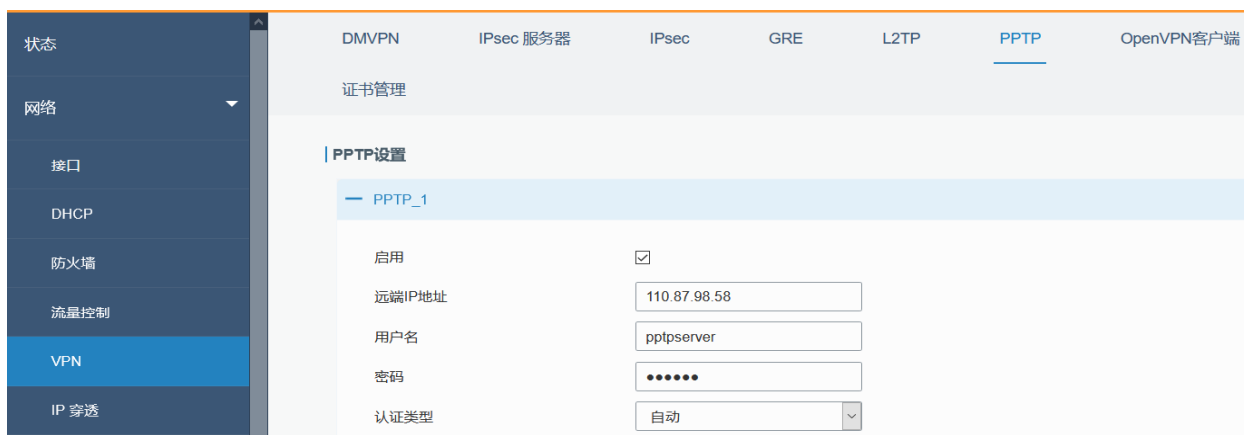 状态
网络
接口
DHCP
防火墙
流量控制
VPN
IP 穿透
DMVPN IPsec 服务器 IPsec GRE L2TP PPTP OpenVPN客户端
证书管理
PPTP设置
PPTP_1
启用
远端IP地址 110.87.98.58
用户名 pptpserver
密码 ••••••
认证类型 自动